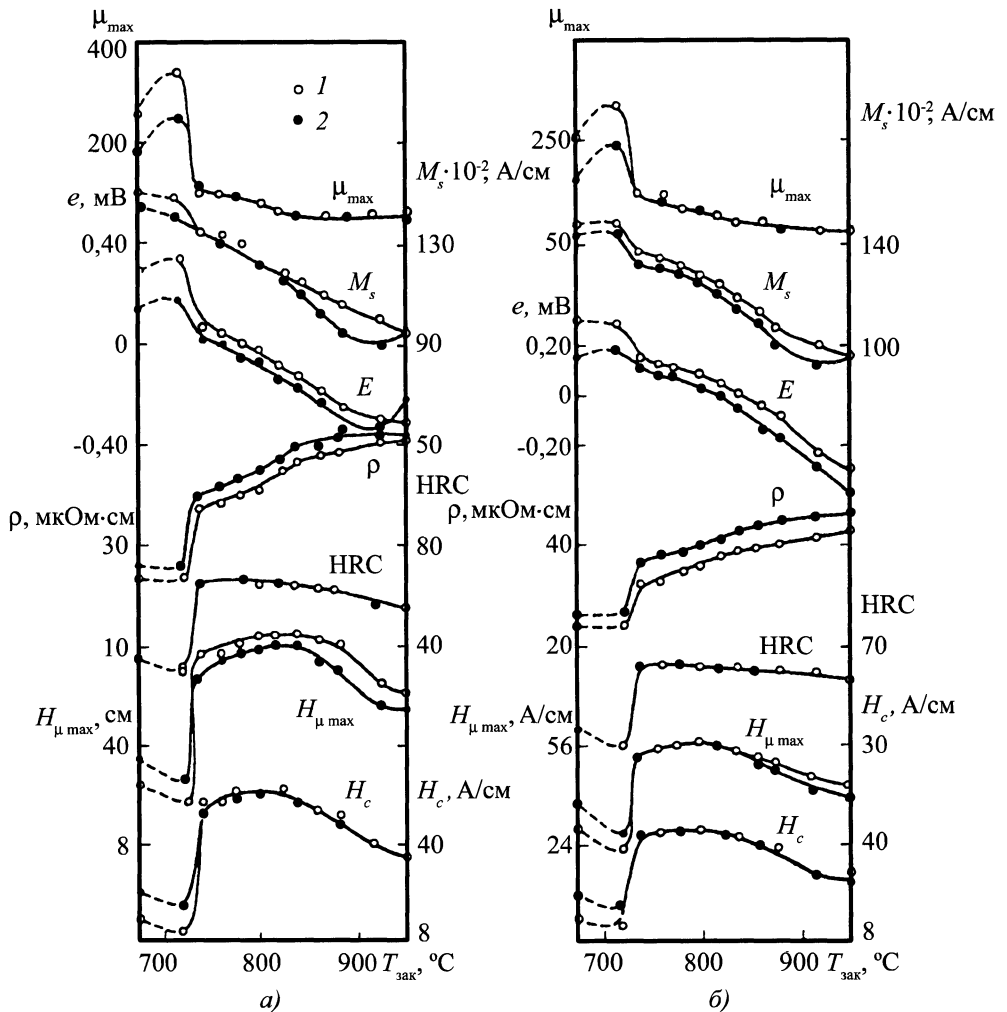 μmax
400
200
e, мВ
0,40
0
-0,40
ρ, мкОм·см
30
10
Hμ max, см
40
8
1
2
μmax
Ms
E
ρ
HRC
Hμ max
Hc
Ms·10-2, А/см
130
90
50
HRC
80
40
Hc, А/см
40
8
700
800
900
Tзак, ºC
а)
μmax
250
50
e, мВ
0,20
0
-0,20
ρ, мкОм·см
40
20
Hμ max, А/см
56
24
μmax
Ms
E
ρ
HRC
Hμ max
Hc
Ms·10-2, А/см
140
100
HRC
70
Hc, А/см
30
40
8
700
800
900
Tзак, ºC
б)